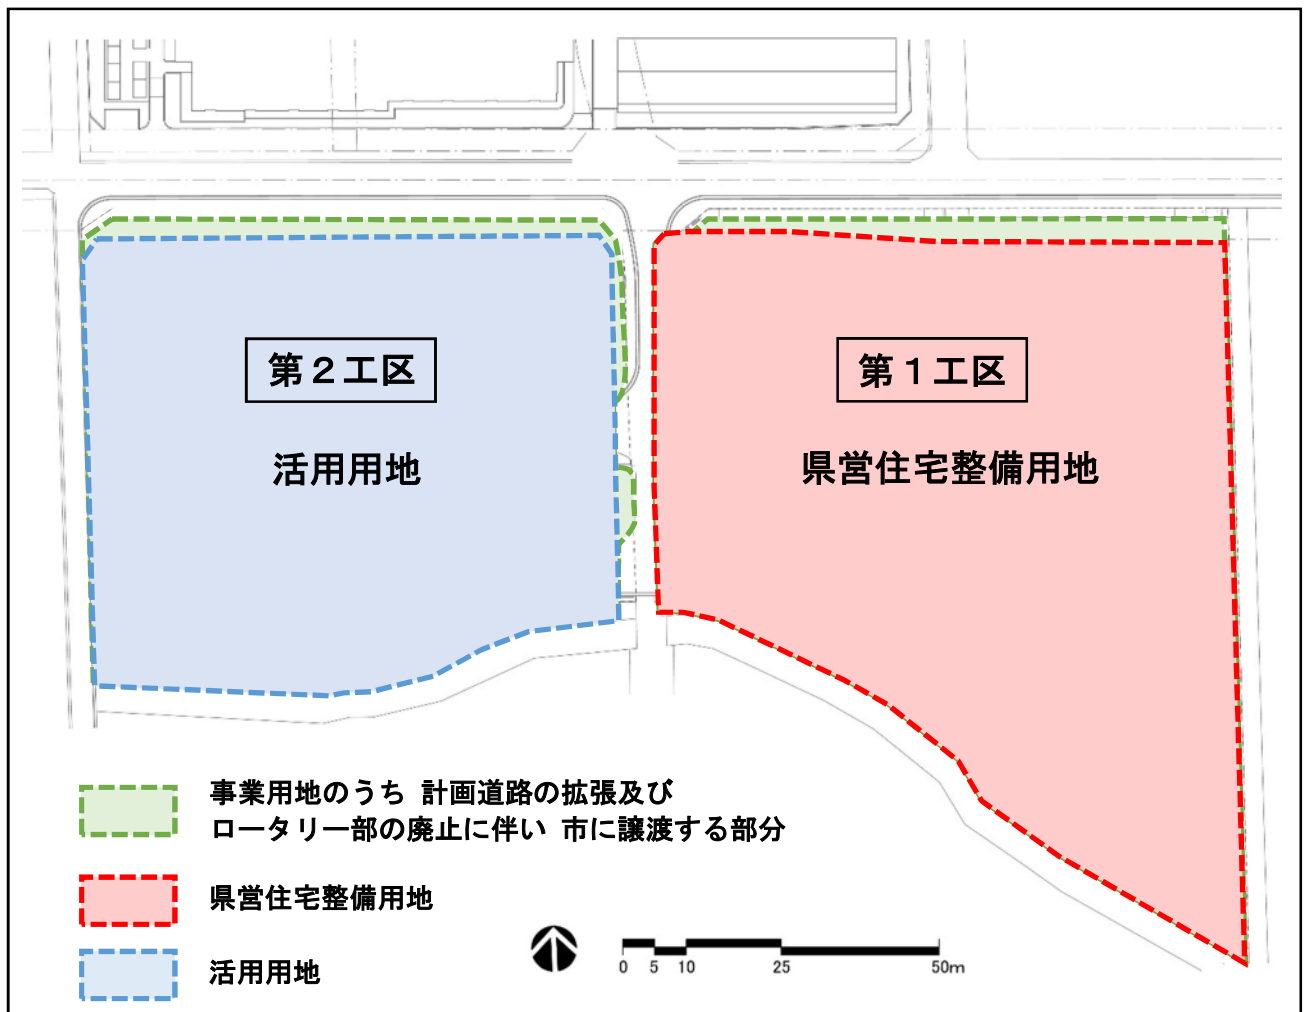 第２工区
活用用地
第１工区
県営住宅整備用地
事業用地のうち 計画道路の拡張及び
ロータリー部の廃止に伴い 市に譲渡する部分
県営住宅整備用地
活用用地
0 5 10 25 50m